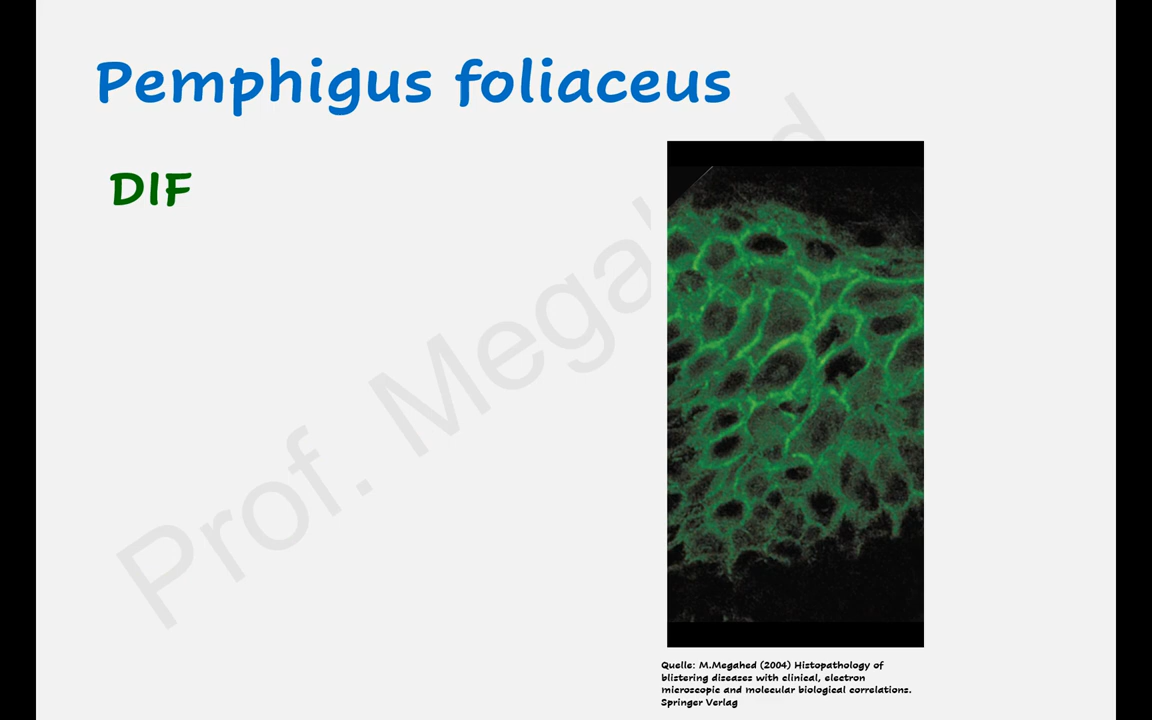 Pemphigus foliaceus
DIF
Prof. Megahed
Quelle: M.Megahed (2004) Histopathology of
blistering diseases with clinical, electron
microscopic and molecular biological correlations.
Springer Verlag